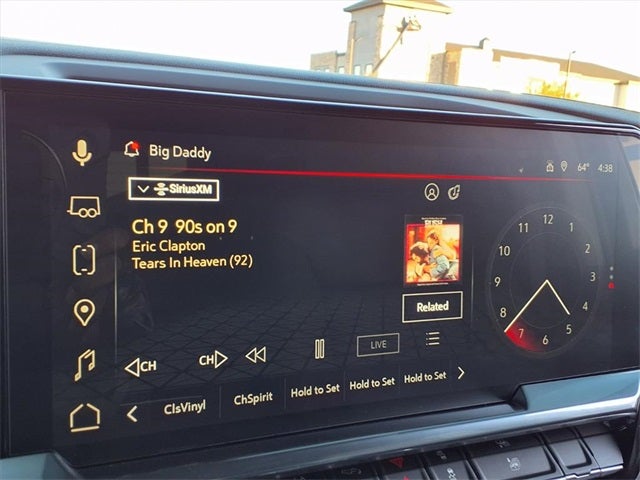 Big Daddy
64° 4:38
SiriusXM
Ch 9 90s on 9
Eric Clapton
Tears In Heaven (92)
RUSH
Related
12
1
2
3
4
5
6
7
8
9
10
11
CH
CH
LIVE
ClsVinyl ChSpirit Hold to Set Hold to Set Hold to Set